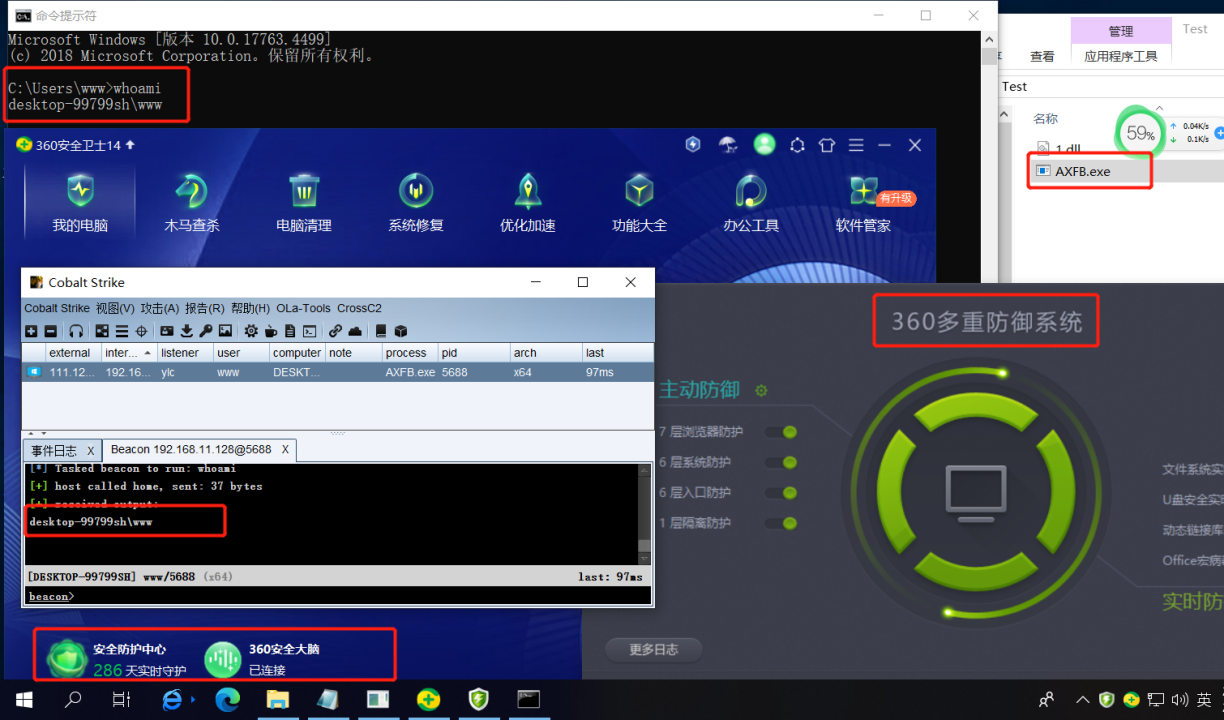 命令提示符
Microsoft Windows [版本 10.0.17763.4499]
(c) 2018 Microsoft Corporation。保留所有权利。
C:\Users\www>whoami
desktop-99799sh\www
管理
Test
查看
应用程序工具
Test
名称
1.dll
AXFB.exe
59%
0.04K/s
0.1K/s
360安全卫士14
我的电脑
木马查杀
电脑清理
系统修复
优化加速
功能大全
办公工具
软件管家
有升级
Cobalt Strike
Cobalt Strike 视图(V) 攻击(A) 报告(R) 帮助(H) OLa-Tools CrossC2
external inter... listener user computer note process pid arch last
111.12... 192.16... ylc www DESKT... AXFB.exe 5688 x64 97ms
事件日志 X Beacon 192.168.11.128@5688 X
[*] Tasked beacon to run: whoami
[+] host called home, sent: 37 bytes
[+] received output:
desktop-99799sh\www
[DESKTOP-99799SH] www/5688 (x64) last: 97ms
beacon>
360多重防御系统
主动防御
7 层浏览器防护
6 层系统防护
6 层入口防护
1 层隔离防护
文件系统实
U盘安全实时
动态链接库
Office宏病
实时防
更多日志
安全防护中心
286 天实时守护
360安全大脑
已连接
英